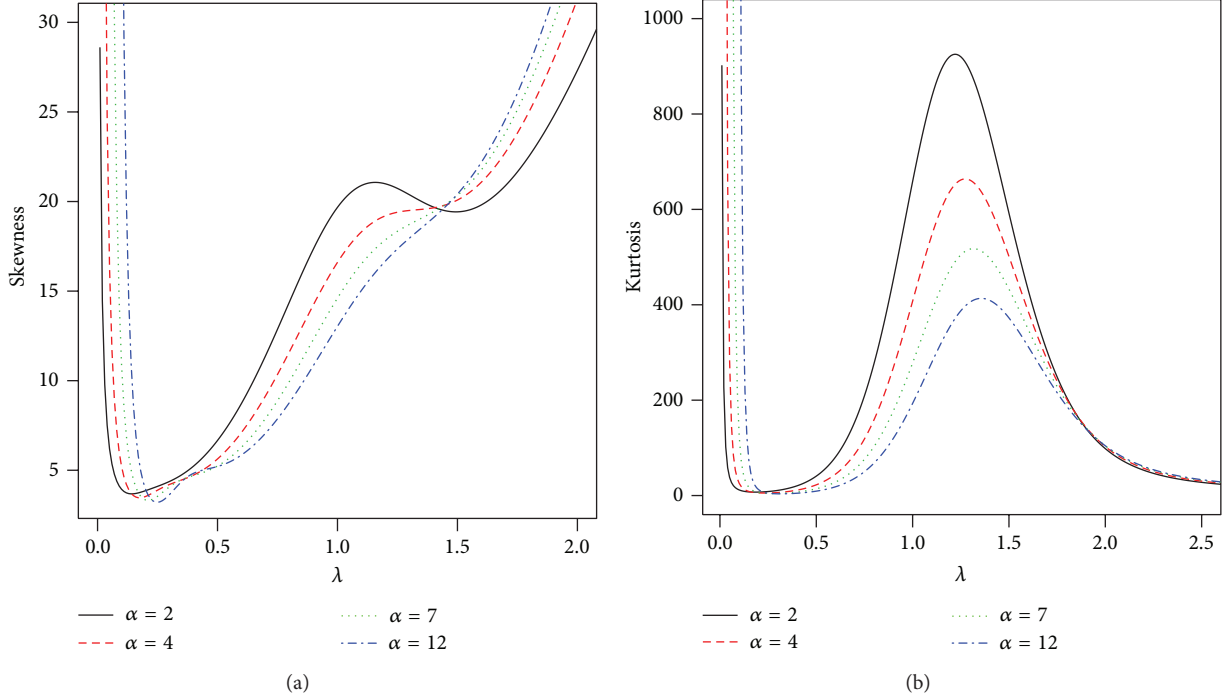 Skewness
30
25
20
15
10
5
0.0 0.5 1.0 1.5 2.0
λ
α = 2 α = 7
α = 4 α = 12
(a)
Kurtosis
1000
800
600
400
200
0
0.0 0.5 1.0 1.5 2.0 2.5
λ
α = 2 α = 7
α = 4 α = 12
(b)